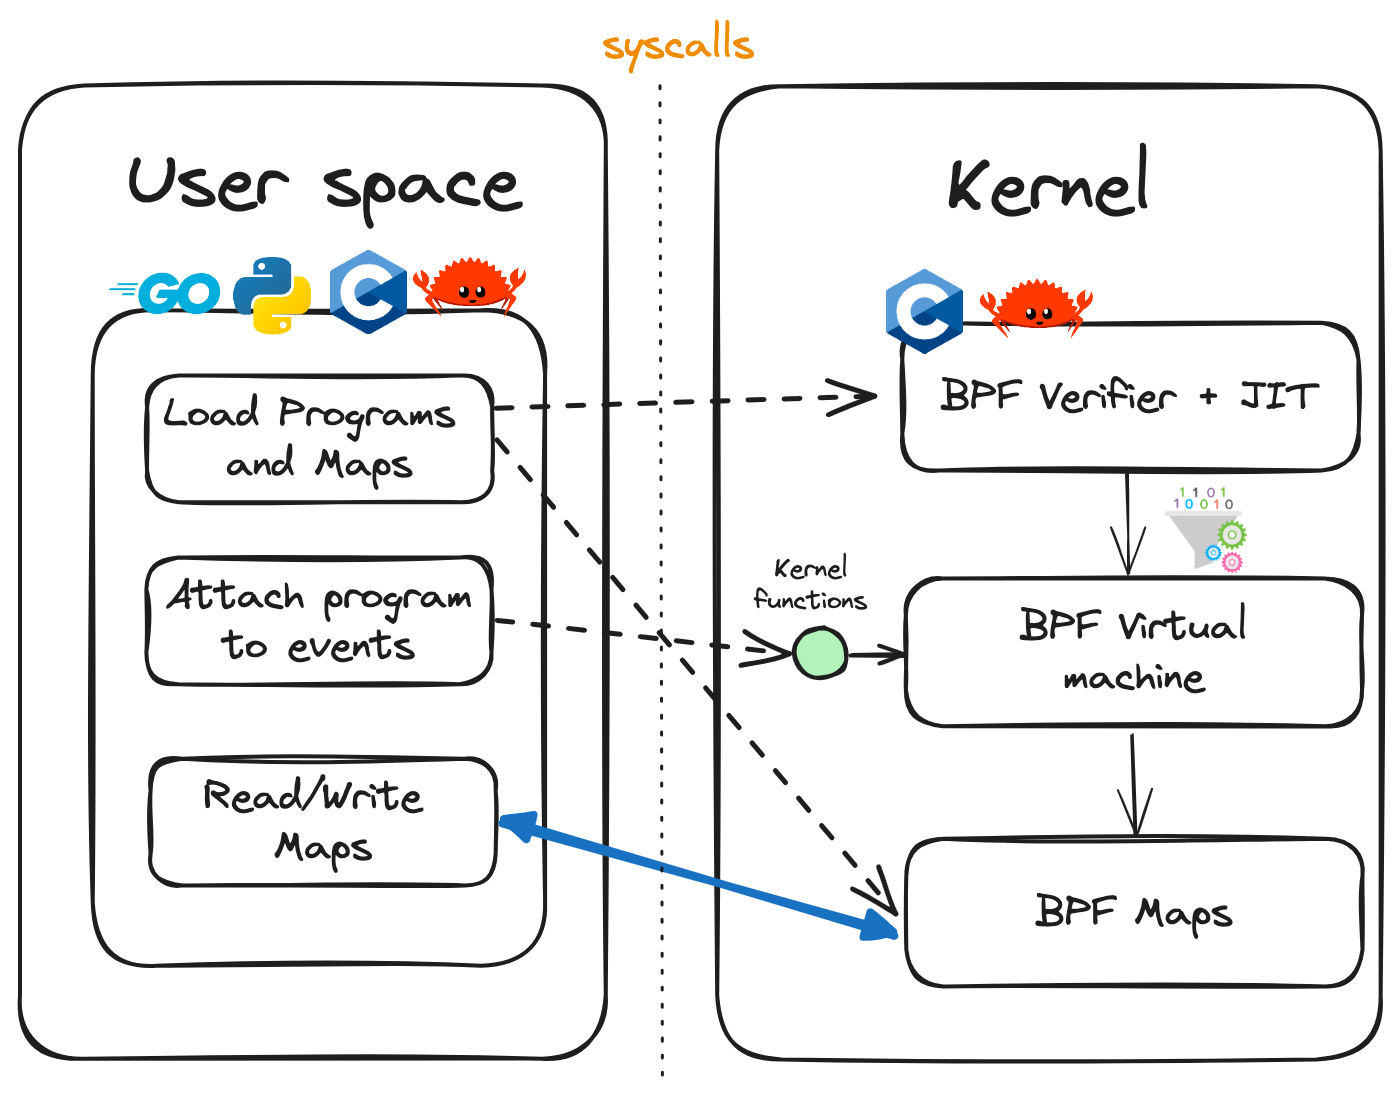 syscalls
User space
GO
C
Load Programs
and Maps
Attach program
to events
Read/Write
Maps
Kernel
C
BPF Verifier + JIT
1 1 0 1
1 0 0 1 0
Kernel
functions
BPF Virtual
machine
BPF Maps